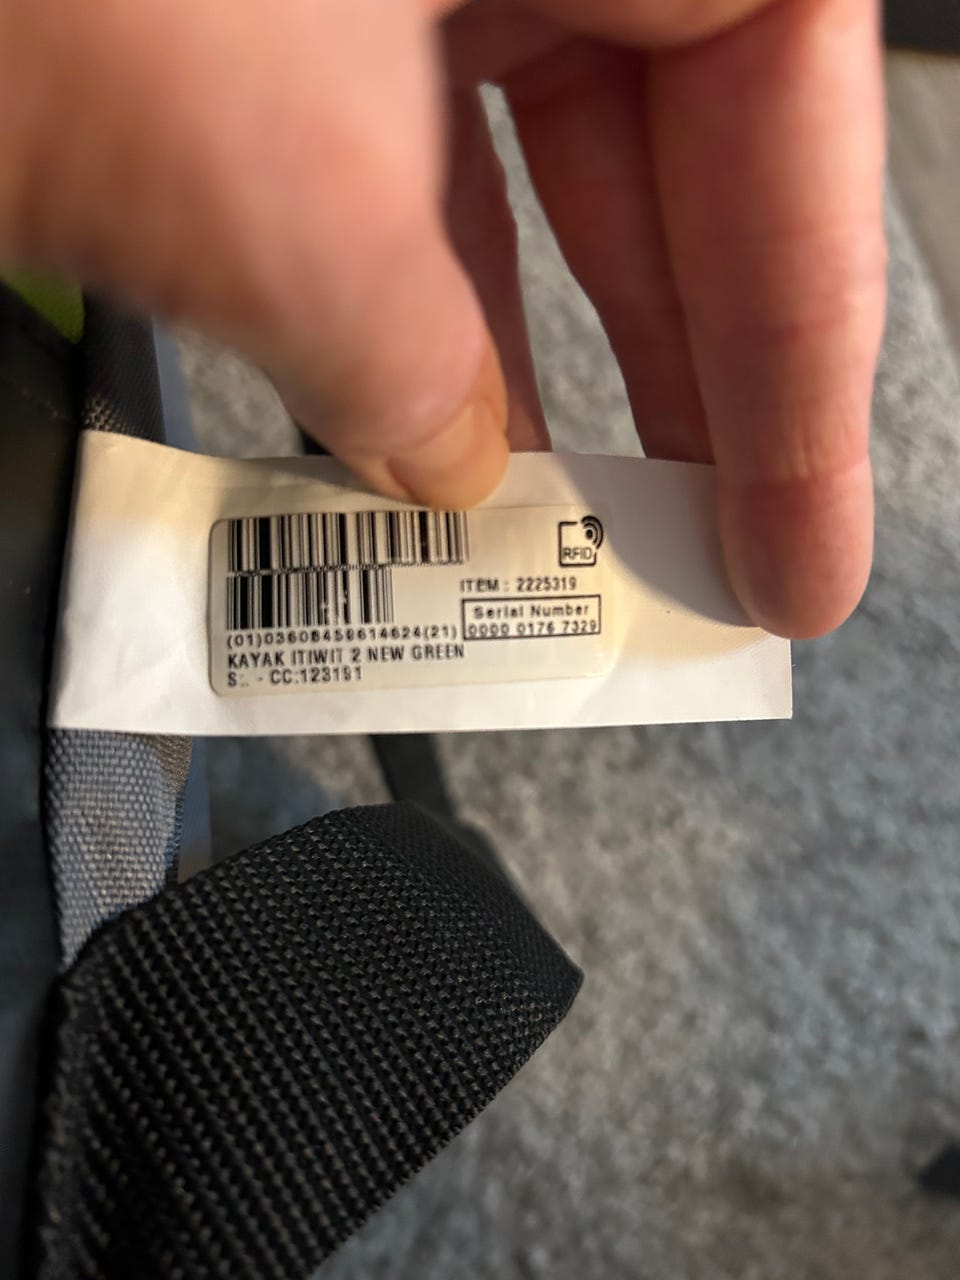 RFID
ITEM : 2225319
Serial Number
0000 0176 7329
(01)03608458614624(21)
KAYAK ITIWIT 2 NEW GREEN
S:. - CC:123191